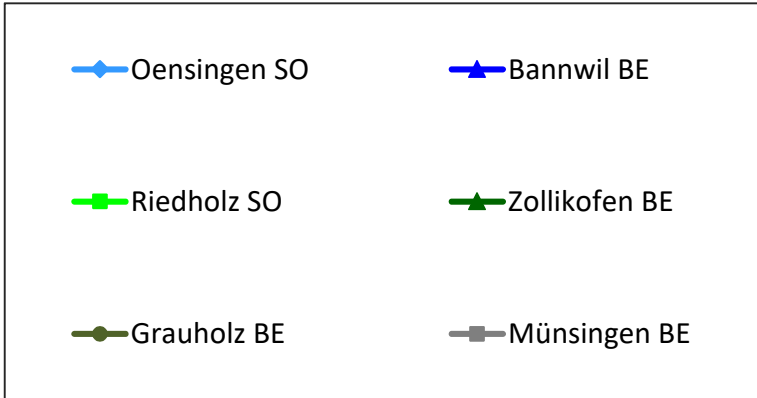 Oensingen SO
Bannwil BE
Riedholz SO
Zollikofen BE
Grauholz BE
Münsingen BE